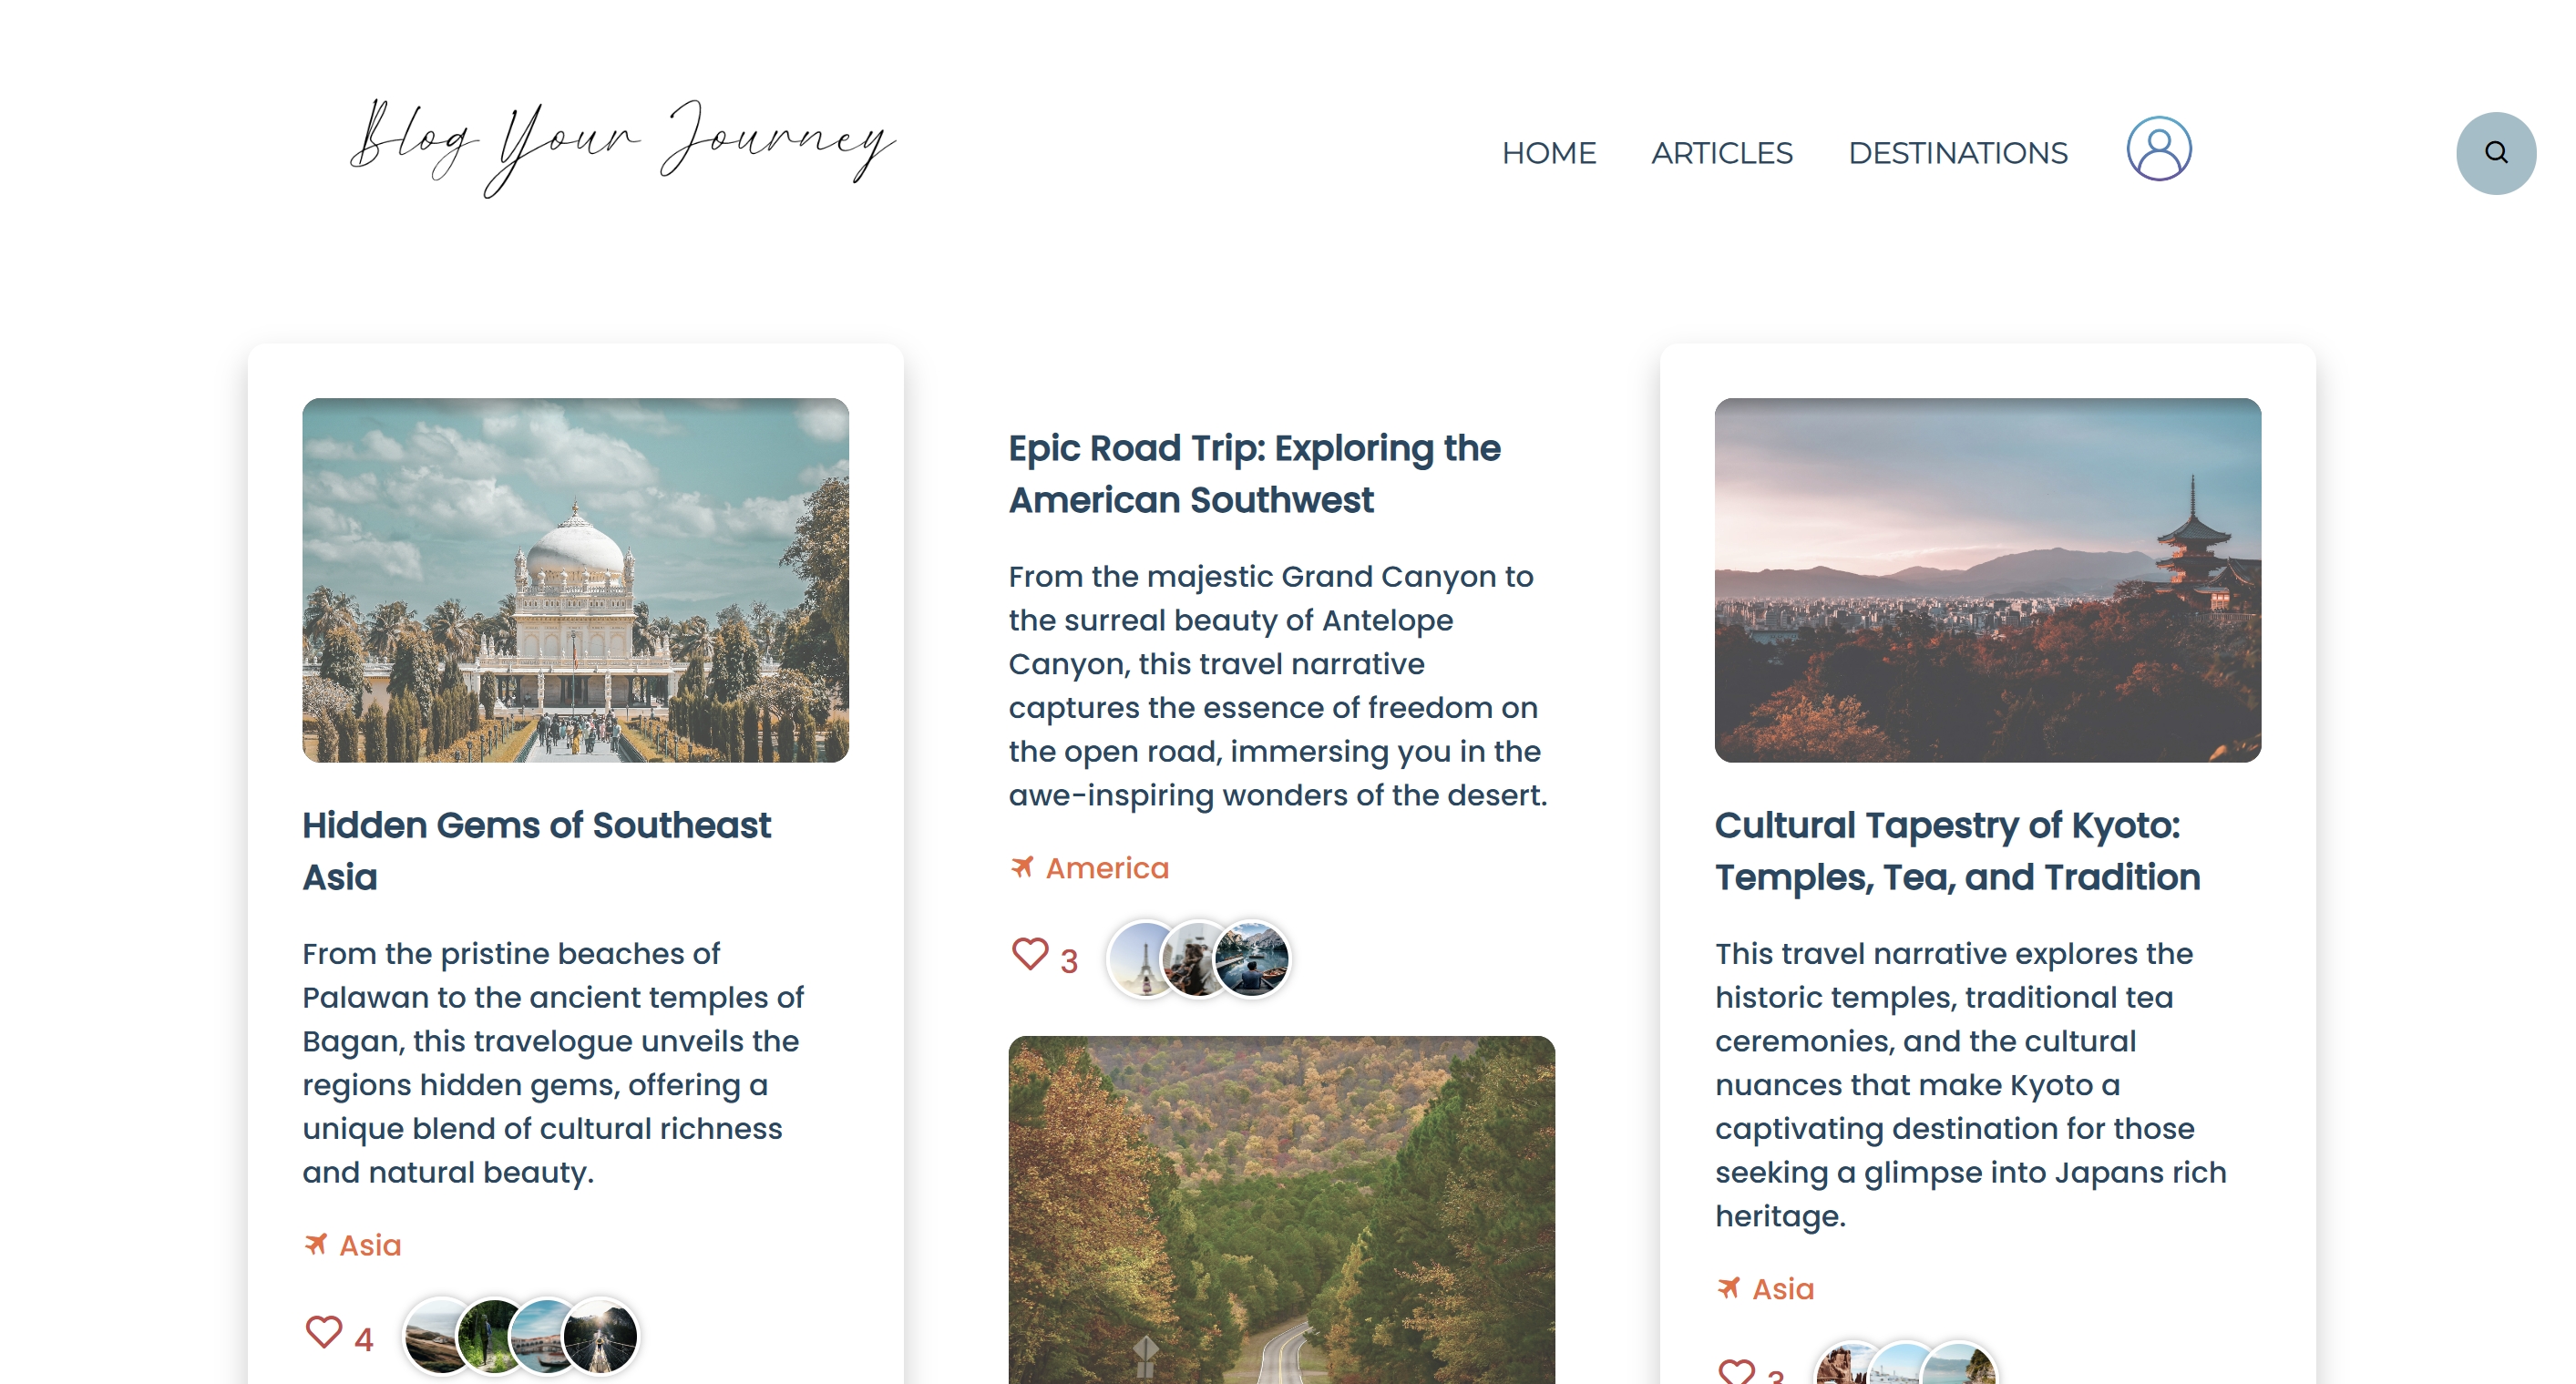 Blog Your Journey
HOME ARTICLES DESTINATIONS
Hidden Gems of Southeast
Asia
From the pristine beaches of
Palawan to the ancient temples of
Bagan, this travelogue unveils the
regions hidden gems, offering a
unique blend of cultural richness
and natural beauty.
Asia
4
Epic Road Trip: Exploring the
American Southwest
From the majestic Grand Canyon to
the surreal beauty of Antelope
Canyon, this travel narrative
captures the essence of freedom on
the open road, immersing you in the
awe-inspiring wonders of the desert.
America
3
Cultural Tapestry of Kyoto:
Temples, Tea, and Tradition
This travel narrative explores the
historic temples, traditional tea
ceremonies, and the cultural
nuances that make Kyoto a
captivating destination for those
seeking a glimpse into Japans rich
heritage.
Asia
3